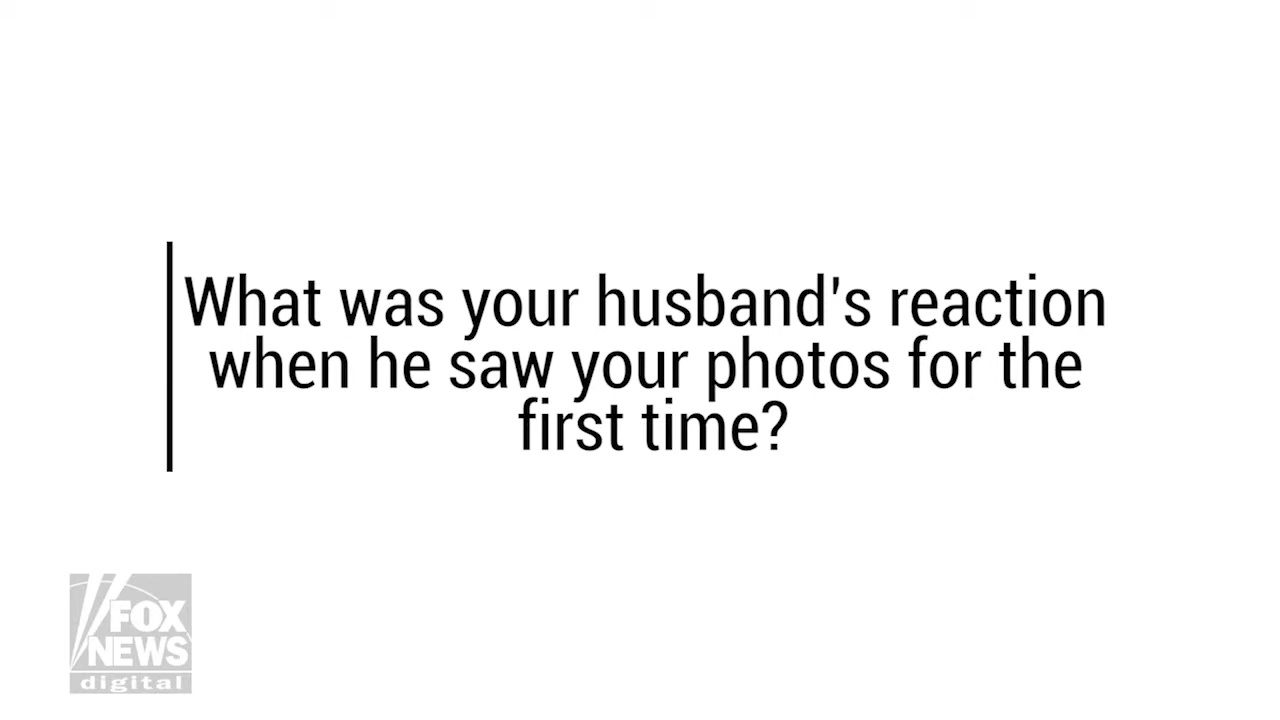 What was your husband's reaction
when he saw your photos for the
first time?
FOX
NEWS
digital